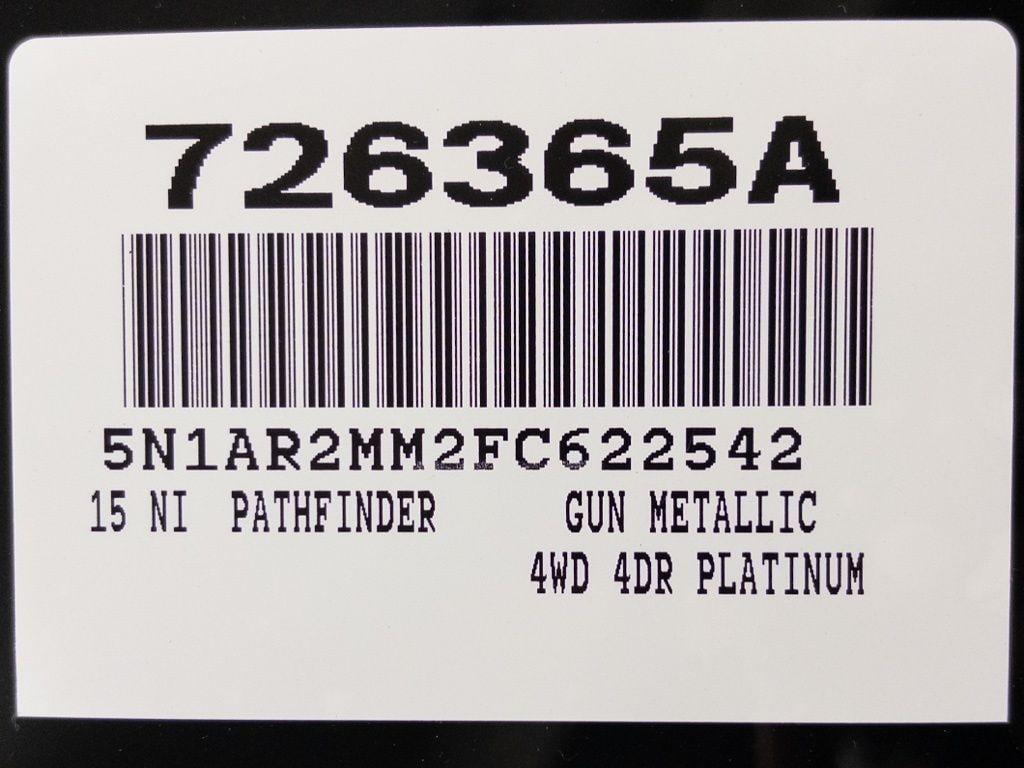 726365A
5N1AR2MM2FC622542
15 NI PATHFINDER GUN METALLIC
4WD 4DR PLATINUM